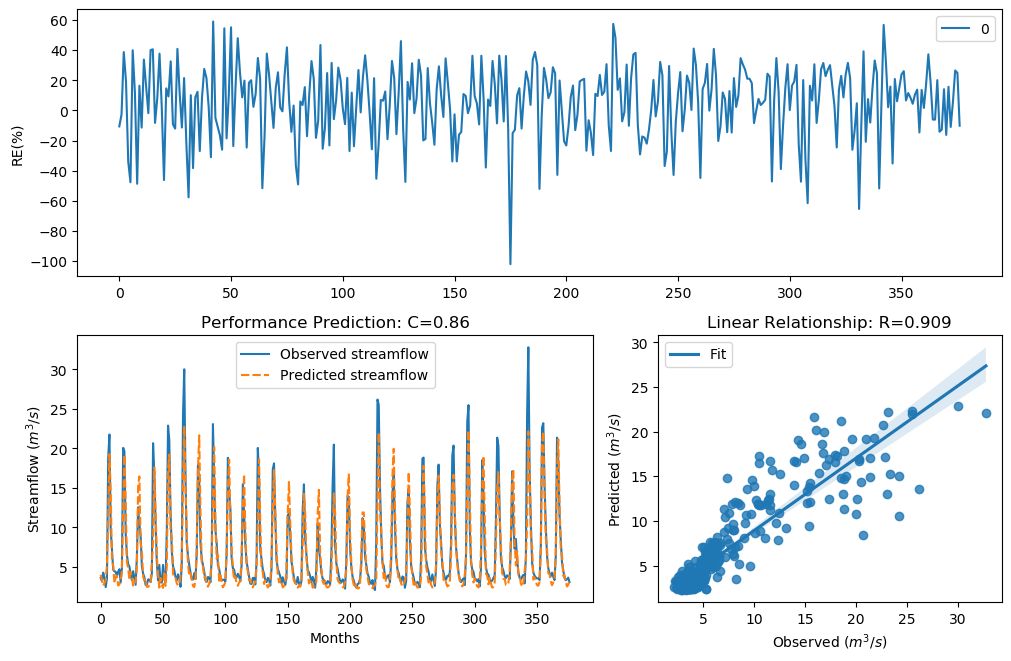 60
40
20
0
−20
−40
−60
−80
−100
RE(%)
0
0 50 100 150 200 250 300 350
Performance Prediction: C=0.86
Observed streamflow
Predicted streamflow
30
25
20
15
10
5
Streamflow (m³/s)
0 50 100 150 200 250 300 350
Months
Linear Relationship: R=0.909
Fit
30
25
20
15
10
5
Predicted (m³/s)
5 10 15 20 25 30
Observed (m³/s)